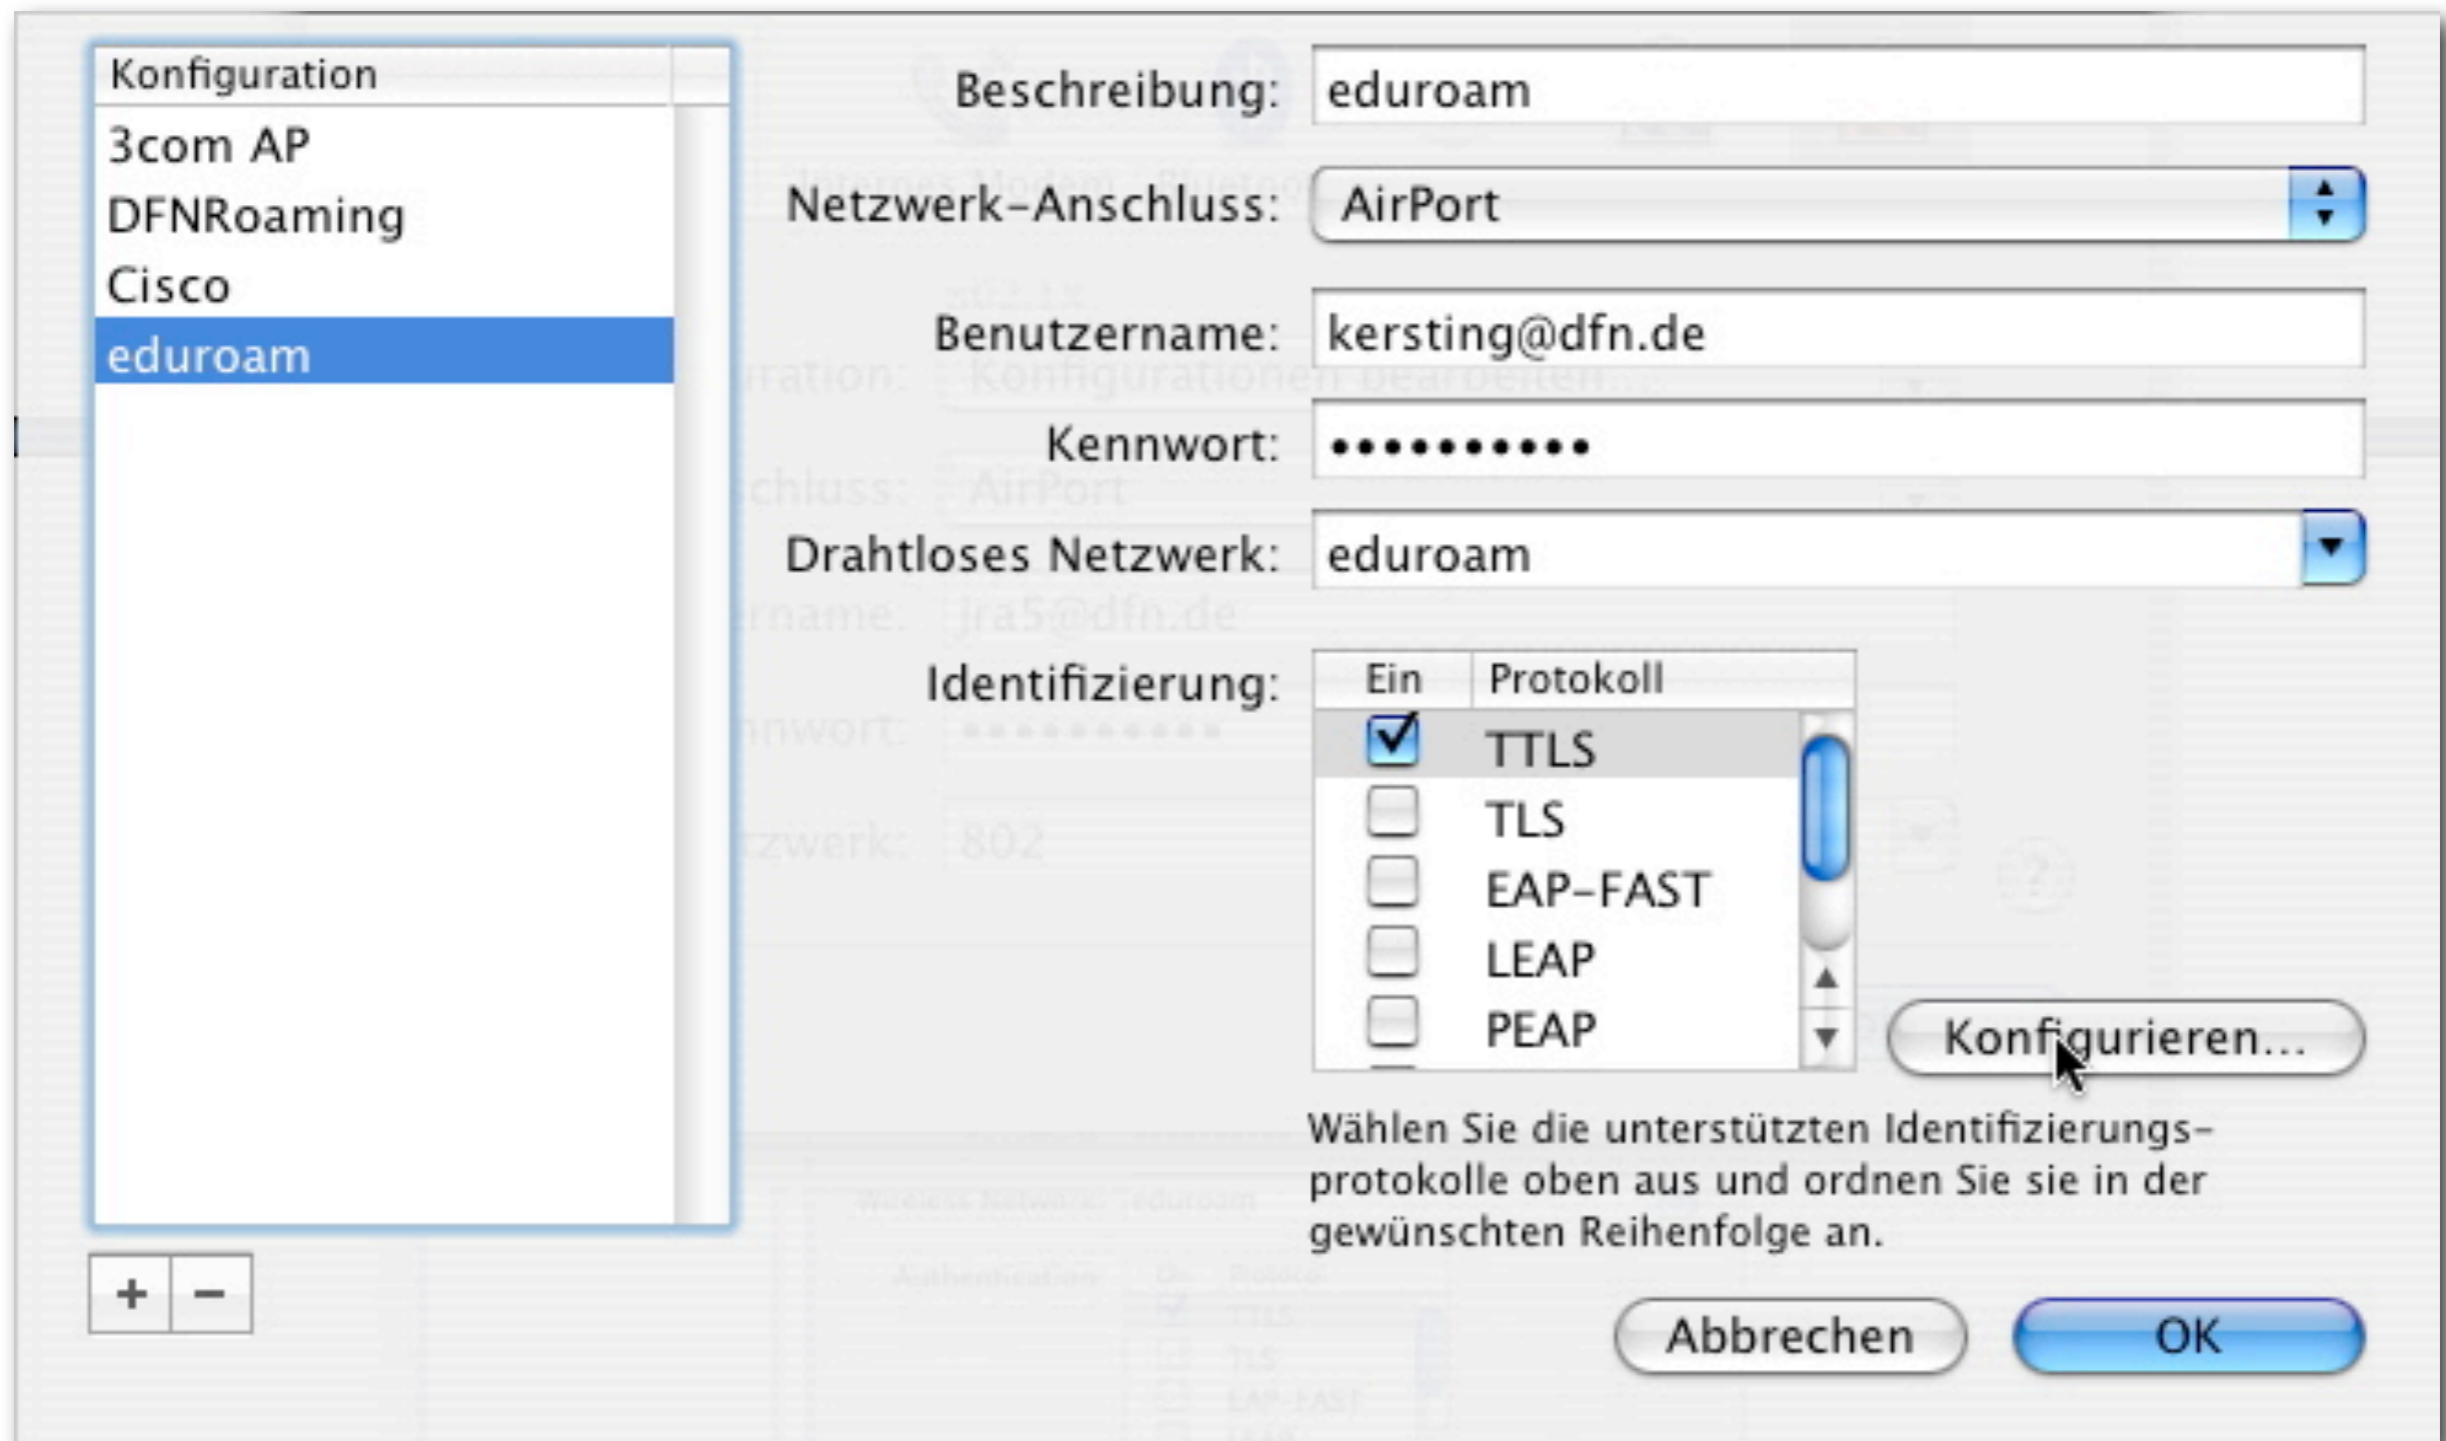 Konfiguration
3com AP
DFNRoaming
Cisco
eduroam
Beschreibung: eduroam
Netzwerk-Anschluss: AirPort
Benutzername: kersting@dfn.de
Kennwort: ••••••••••
Drahtloses Netzwerk: eduroam
Identifizierung:
Ein Protokoll
TTLS
TLS
EAP-FAST
LEAP
PEAP
Konfigurieren...
Wählen Sie die unterstützten Identifizierungs-
protokolle oben aus und ordnen Sie sie in der
gewünschten Reihenfolge an.
+ −
Abbrechen OK